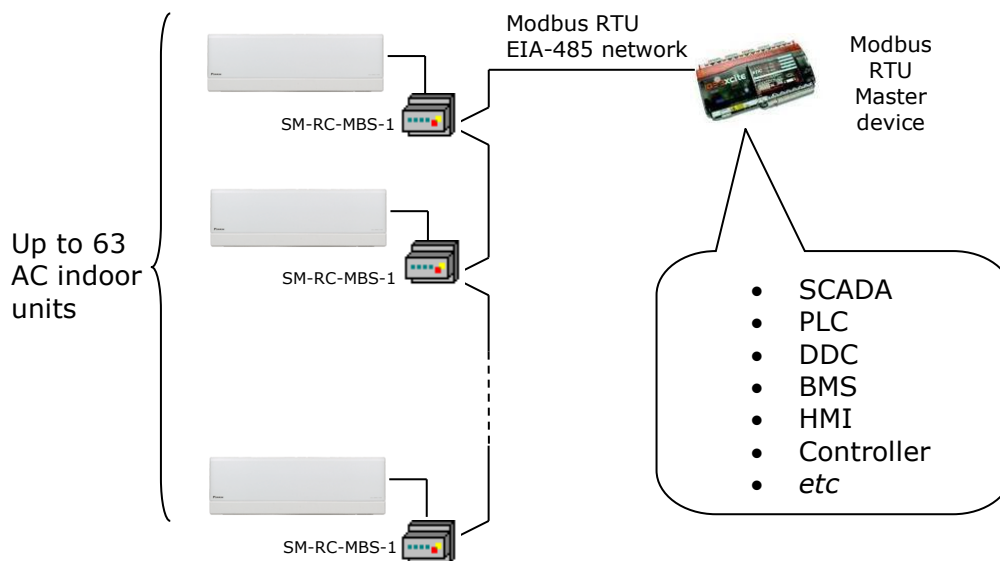 Modbus RTU
EIA-485 network
Modbus
RTU
Master
device
SM-RC-MBS-1
SM-RC-MBS-1
Up to 63
AC indoor
units
• SCADA
• PLC
• DDC
• BMS
• HMI
• Controller
• etc
SM-RC-MBS-1